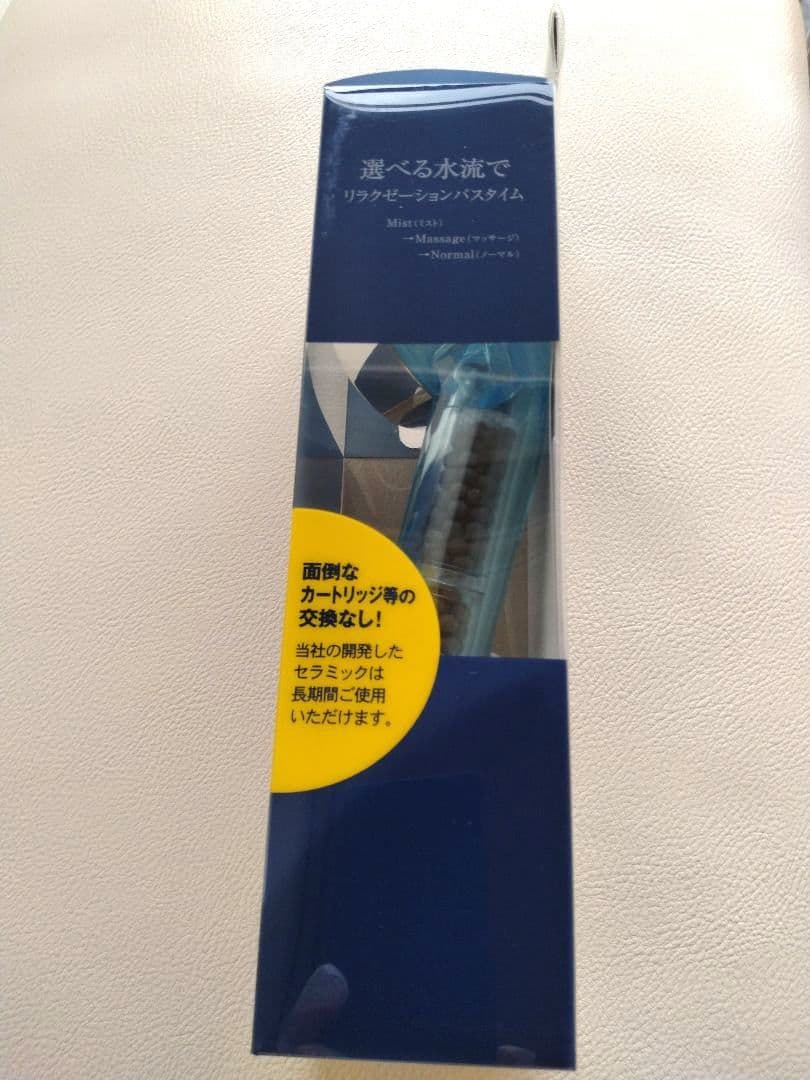 選べる水流で
リラクゼーションバスタイム
Mist（ミスト）
→Massage（マッサージ）
→Normal（ノーマル）
面倒な
カートリッジ等の
交換なし！
当社の開発した
セラミックは
長期間ご使用
いただけます。